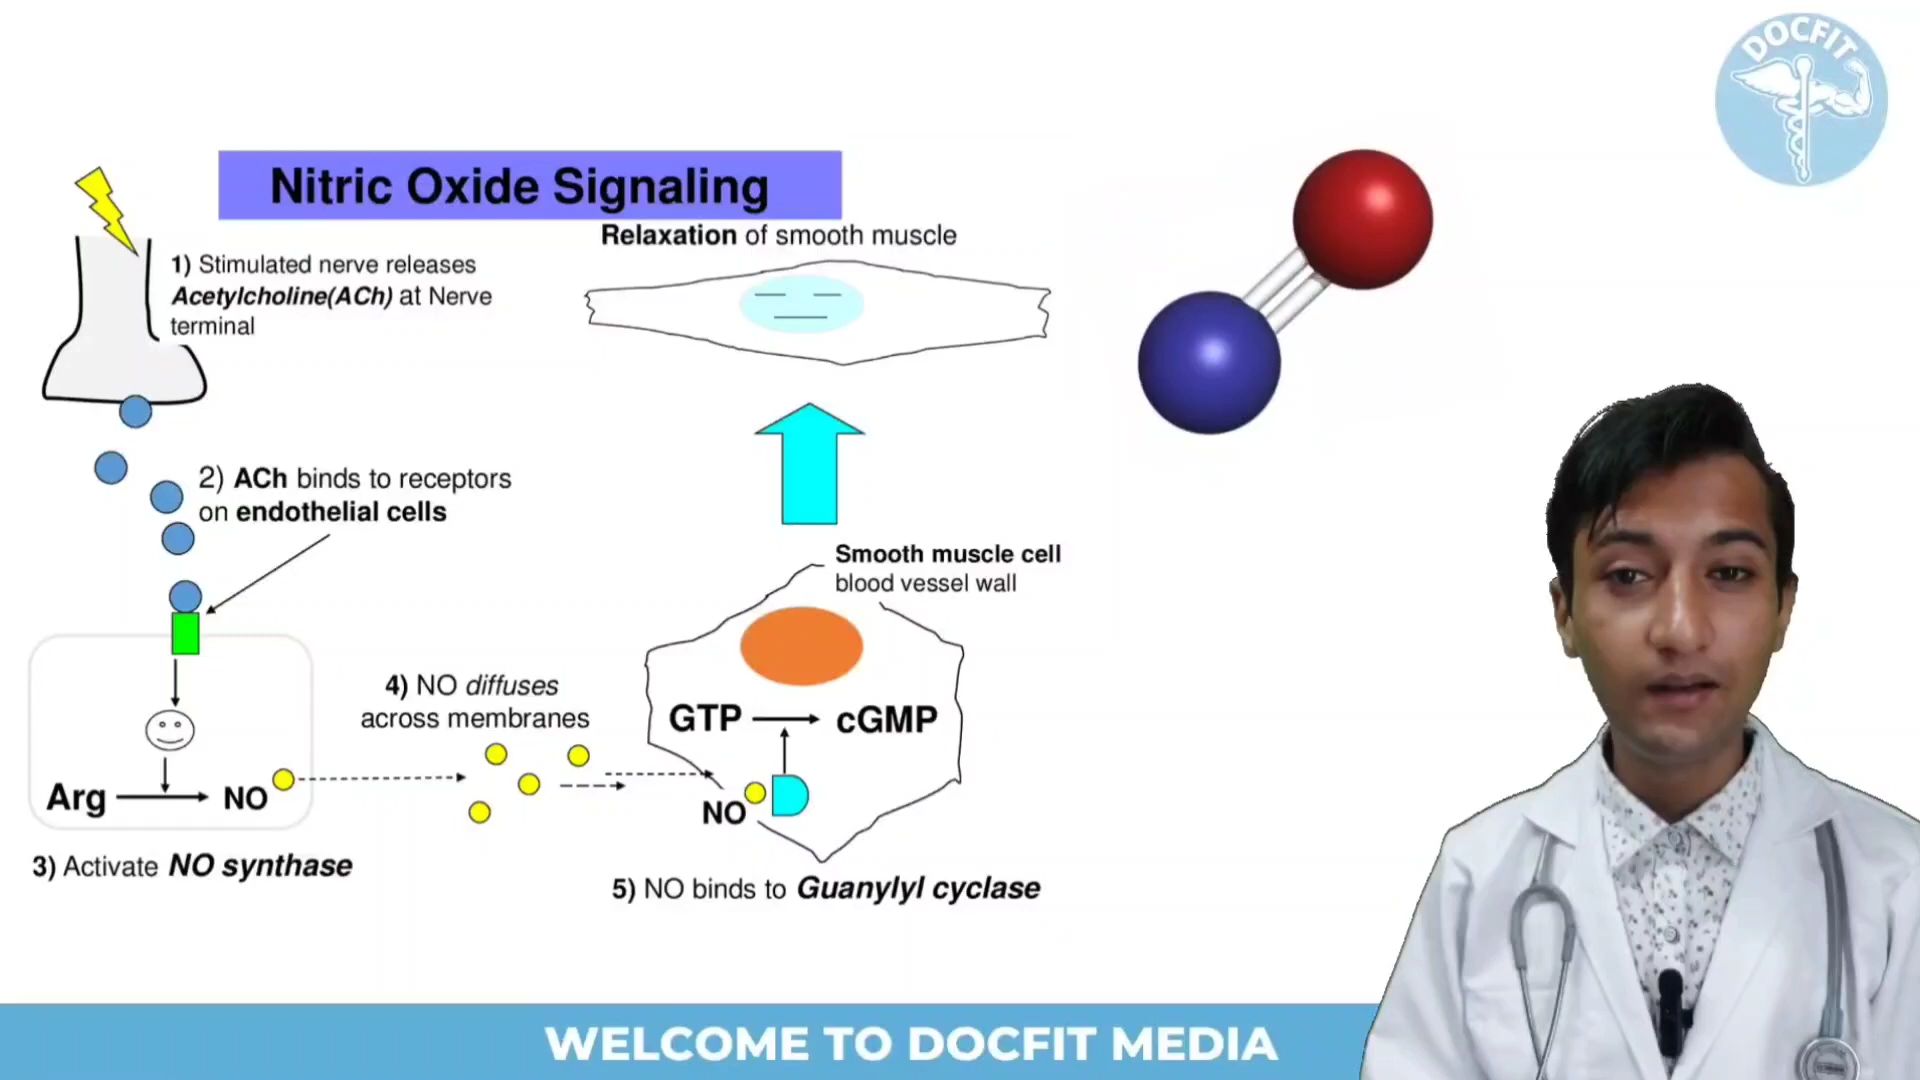 DOCFIT
Nitric Oxide Signaling
Relaxation of smooth muscle
1) Stimulated nerve releases
Acetylcholine(ACh) at Nerve
terminal
2) ACh binds to receptors
on endothelial cells
Smooth muscle cell
blood vessel wall
4) NO diffuses
across membranes
GTP cGMP
Arg NO
NO
3) Activate NO synthase
5) NO binds to Guanylyl cyclase
WELCOME TO DOCFIT MEDIA